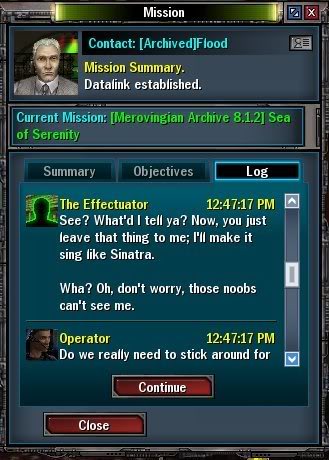 Mission
Contact: [Archived]Flood
Mission Summary.
Datalink established.
Current Mission: [Merovingian Archive 8.1.2] Sea
of Serenity
Summary Objectives Log
The Effectuator 12:47:17 PM
See? What'd I tell ya? Now, you just
leave that thing to me; I'll make it
sing like Sinatra.
Wha? Oh, don't worry, those noobs
can't see me.
Operator 12:47:17 PM
Do we really need to stick around for
Continue
Close